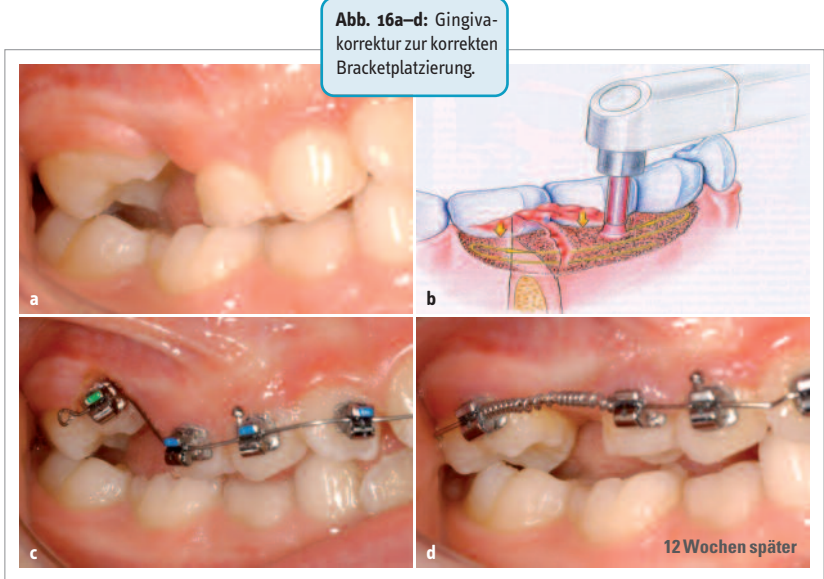 Abb. 16a–d: Gingiva-
korrektur zur korrekten
Bracketplatzierung.
a
b
c
d
12 Wochen später